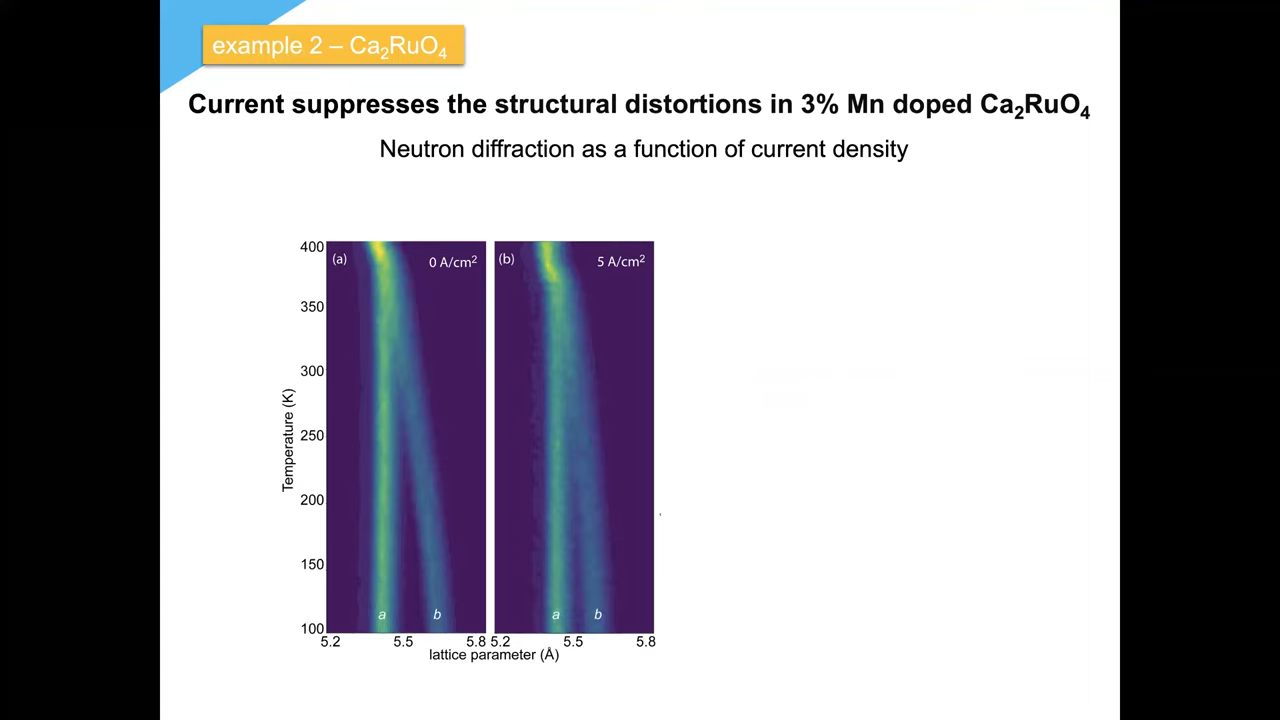 example 2 – Ca₂RuO₄
Current suppresses the structural distortions in 3% Mn doped Ca₂RuO₄
Neutron diffraction as a function of current density
(a) 0 A/cm²
(b) 5 A/cm²
Temperature (K)
400
350
300
250
200
150
100
a b
a b
5.2 5.5 5.8
5.2 5.5 5.8
lattice parameter (Å)